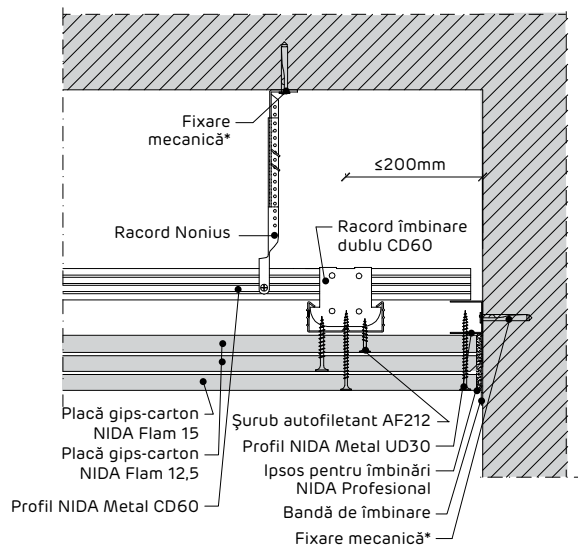 Fixare
mecanică*
≤200mm
Racord Nonius
Racord îmbinare
dublu CD60
Placă gips-carton
NIDA Flam 15
Placă gips-carton
NIDA Flam 12,5
Profil NIDA Metal CD60
Şurub autofiletant AF212
Profil NIDA Metal UD30
Ipsos pentru îmbinări
NIDA Profesional
Bandă de îmbinare
Fixare mecanică*